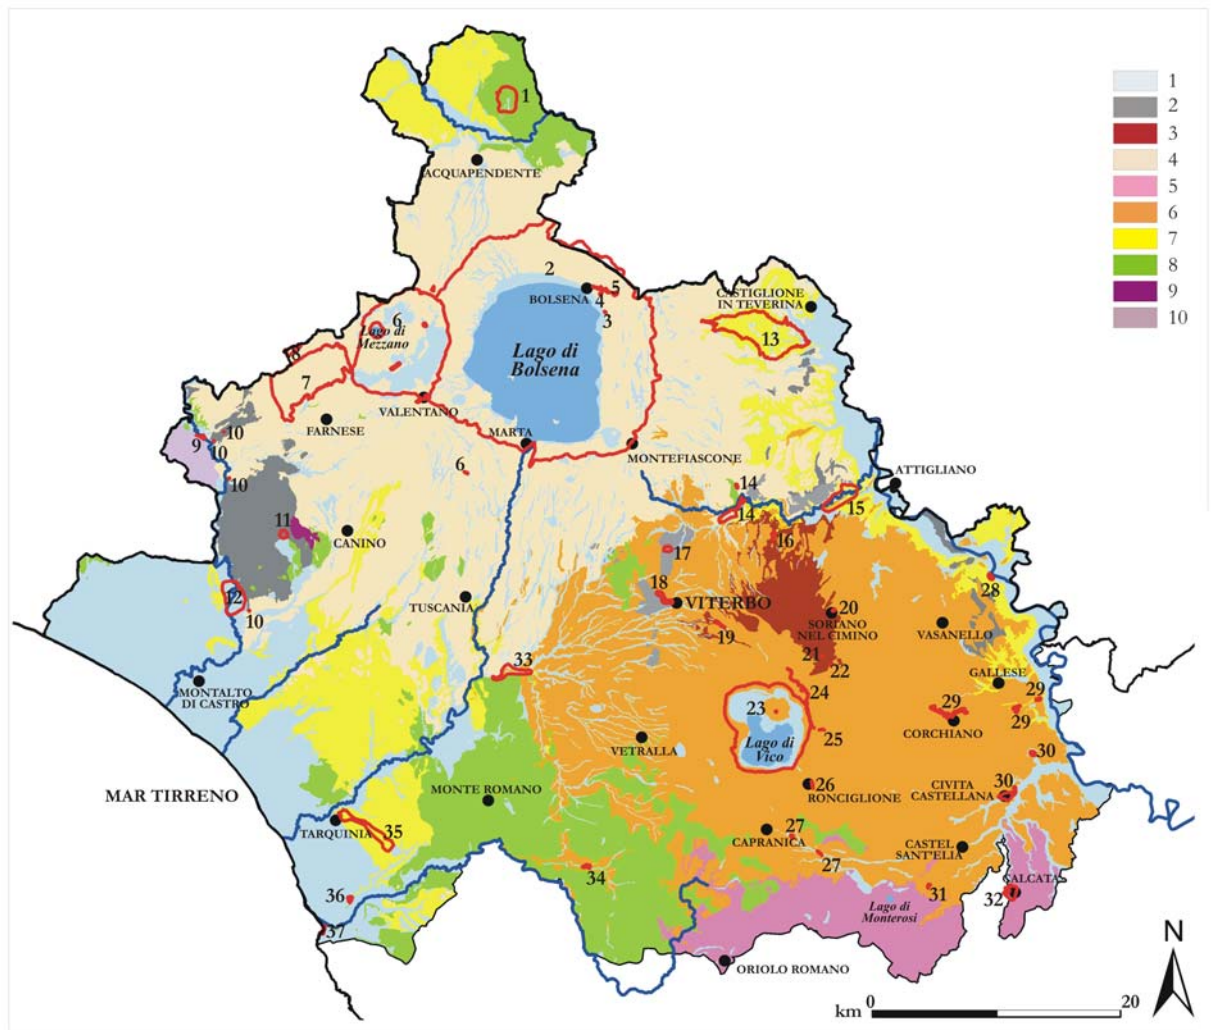 1
2
3
4
5
6
7
8
9
10
1
ACQUAPENDENTE
2
BOLSENA
5
4
3
CASTIGLIONE
IN TEVERINA
13
6
Lago di
Mezzano
Lago di
Bolsena
8
7
VALENTANO
FARNESE
MARTA
MONTEFIASCONE
9
10
10
10
6
ATTIGLIANO
14
14
15
11
CANINO
16
17
18
VITERBO
12
10
TUSCANIA
19
20
SORIANO
NEL CIMINO
28
VASANELLO
21
22
33
MONTALTO
DI CASTRO
GALLESE
24
23
29
29
29
CORCHIANO
Lago di
Vico
25
VETRALLA
30
MAR TIRRENO
MONTE ROMANO
26
RONCIGLIONE
30
CIVITA
CASTELLANA
TARQUINIA
35
CAPRANICA
27
27
CASTEL
SANT'ELIA
34
36
31
CALCATA
32
Lago di
Monterosi
37
ORIOLO ROMANO
N
km
0
20